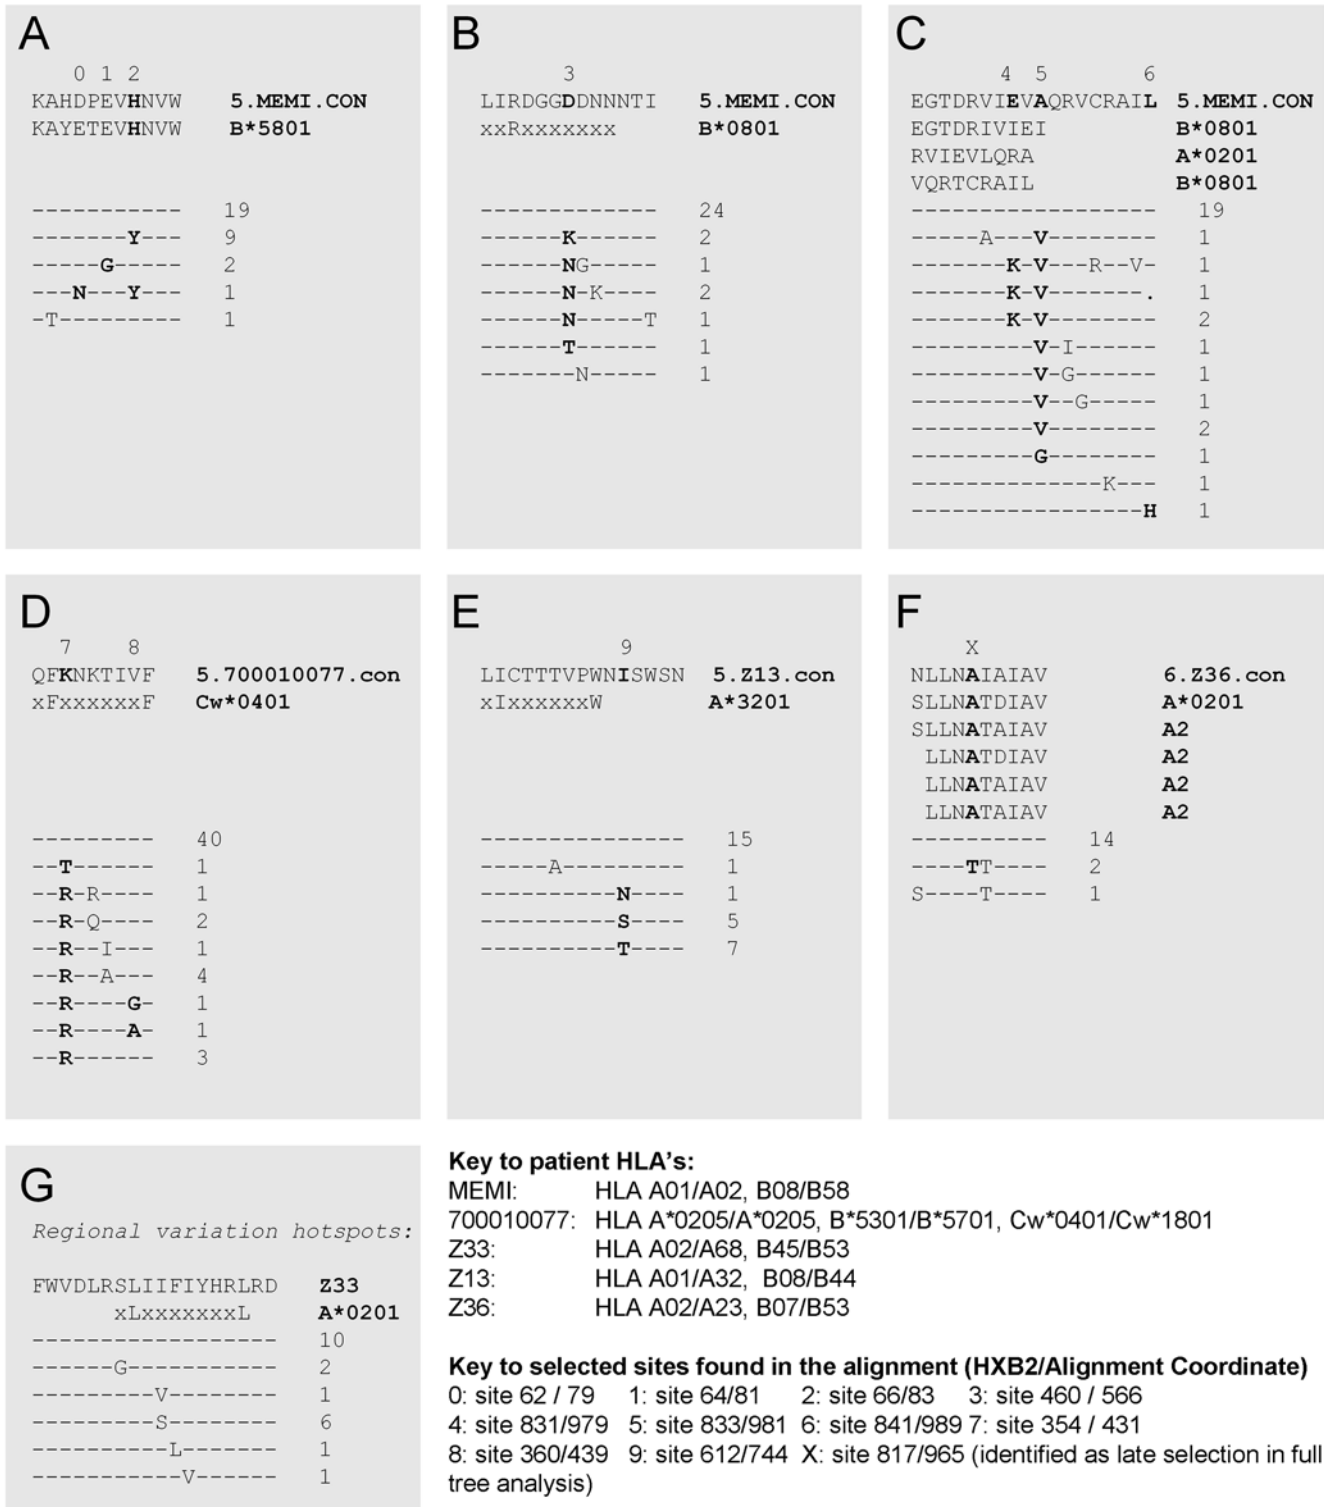 A
0 1 2
KAHDPEVHNVW 5.MEMI.CON
KAYETEVHNVW B*5801
----------- 19
-------Y--- 9
-----G----- 2
---N---Y--- 1
-T--------- 1
B
3
LIRDGGDDNNNTI 5.MEMI.CON
xxRxxxxxxx B*0801
------------- 24
------K------ 2
------NG----- 1
------N-K---- 2
------N-----T 1
------T------ 1
-------N----- 1
C
4 5 6
EGTDRVIEVAQRVCRAIL 5.MEMI.CON
EGTDRIVIEI B*0801
RVIEVLQRA A*0201
VQRTCRAIL B*0801
------------------ 19
-----A---V-------- 1
-------K-V---R--V- 1
-------K-V-------. 1
-------K-V-------- 2
---------V-I------ 1
---------V-G------ 1
---------V--G----- 1
---------V-------- 2
---------G-------- 1
--------------K--- 1
-----------------H 1
D
7 8
QFKNKTIVF 5.700010077.con
xFxxxxxxF Cw*0401
--------- 40
--T------ 1
--R-R---- 1
--R-Q---- 2
--R--I--- 1
--R--A--- 4
--R----G- 1
--R----A- 1
--R------ 3
E
9
LICTTTVPWNISWSN 5.Z13.con
xIxxxxxxW A*3201
--------------- 15
-----A--------- 1
----------N---- 1
----------S---- 5
----------T---- 7
F
X
NLLNAIAIAV 6.Z36.con
SLLNATDIAV A*0201
SLLNATAIAV A2
LLNATDIAV A2
LLNATAIAV A2
LLNATAIAV A2
---------- 14
----TT---- 2
S----T---- 1
G
Regional variation hotspots:
FWVDLRSLIIFIYHRLRD Z33
xLxxxxxxxL A*0201
------------------ 10
------G----------- 2
---------V-------- 1
---------S-------- 6
----------L------- 1
-----------V------ 1
Key to patient HLA's:
MEMI: HLA A01/A02, B08/B58
700010077: HLA A*0205/A*0205, B*5301/B*5701, Cw*0401/Cw*1801
Z33: HLA A02/A68, B45/B53
Z13: HLA A01/A32, B08/B44
Z36: HLA A02/A23, B07/B53
Key to selected sites found in the alignment (HXB2/Alignment Coordinate)
0: site 62 / 79 1: site 64/81 2: site 66/83 3: site 460 / 566
4: site 831/979 5: site 833/981 6: site 841/989 7: site 354 / 431
8: site 360/439 9: site 612/744 X: site 817/965 (identified as late selection in full
tree analysis)